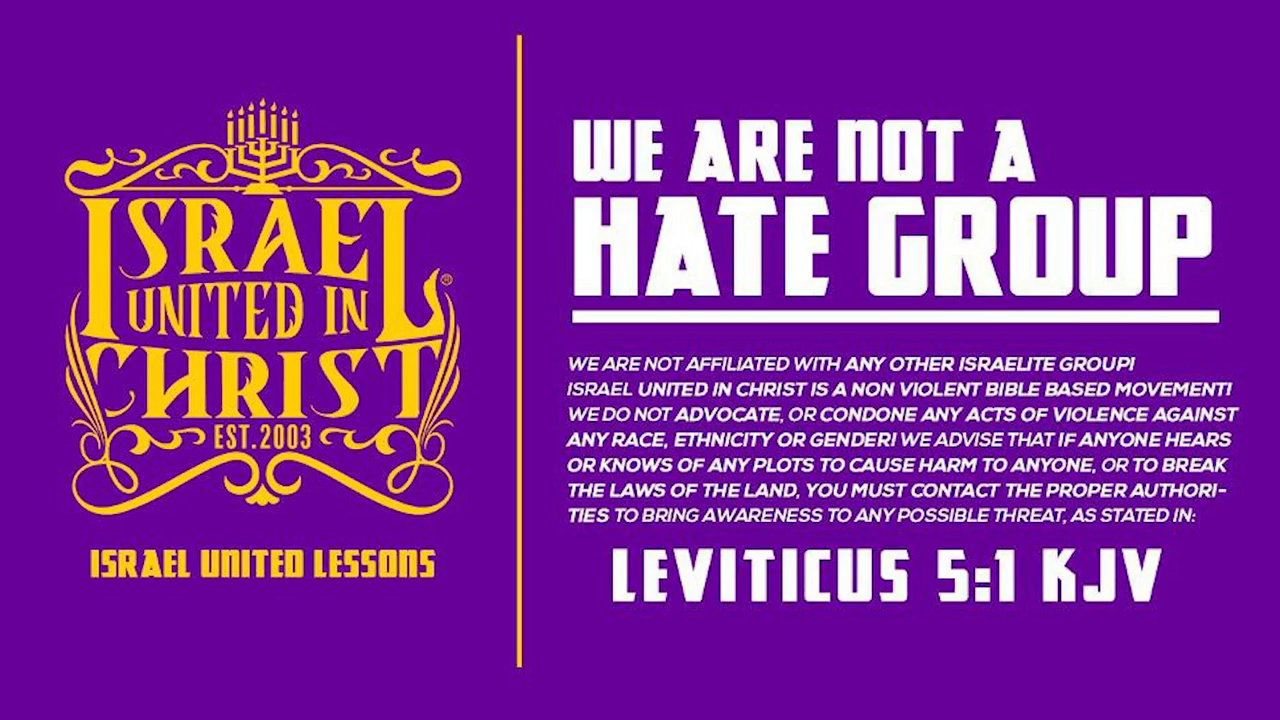 ISRAEL
UNITED IN
CHRIST
EST.2003
®
ISRAEL UNITED LESSONS
WE ARE NOT A
HATE GROUP
WE ARE NOT AFFILIATED WITH ANY OTHER ISRAELITE GROUP!
ISRAEL UNITED IN CHRIST IS A NON VIOLENT BIBLE BASED MOVEMENT!
WE DO NOT ADVOCATE, OR CONDONE ANY ACTS OF VIOLENCE AGAINST
ANY RACE, ETHNICITY OR GENDER! WE ADVISE THAT IF ANYONE HEARS
OR KNOWS OF ANY PLOTS TO CAUSE HARM TO ANYONE, OR TO BREAK
THE LAWS OF THE LAND, YOU MUST CONTACT THE PROPER AUTHORI-
TIES TO BRING AWARENESS TO ANY POSSIBLE THREAT, AS STATED IN:
LEVITICUS 5:1 KJV